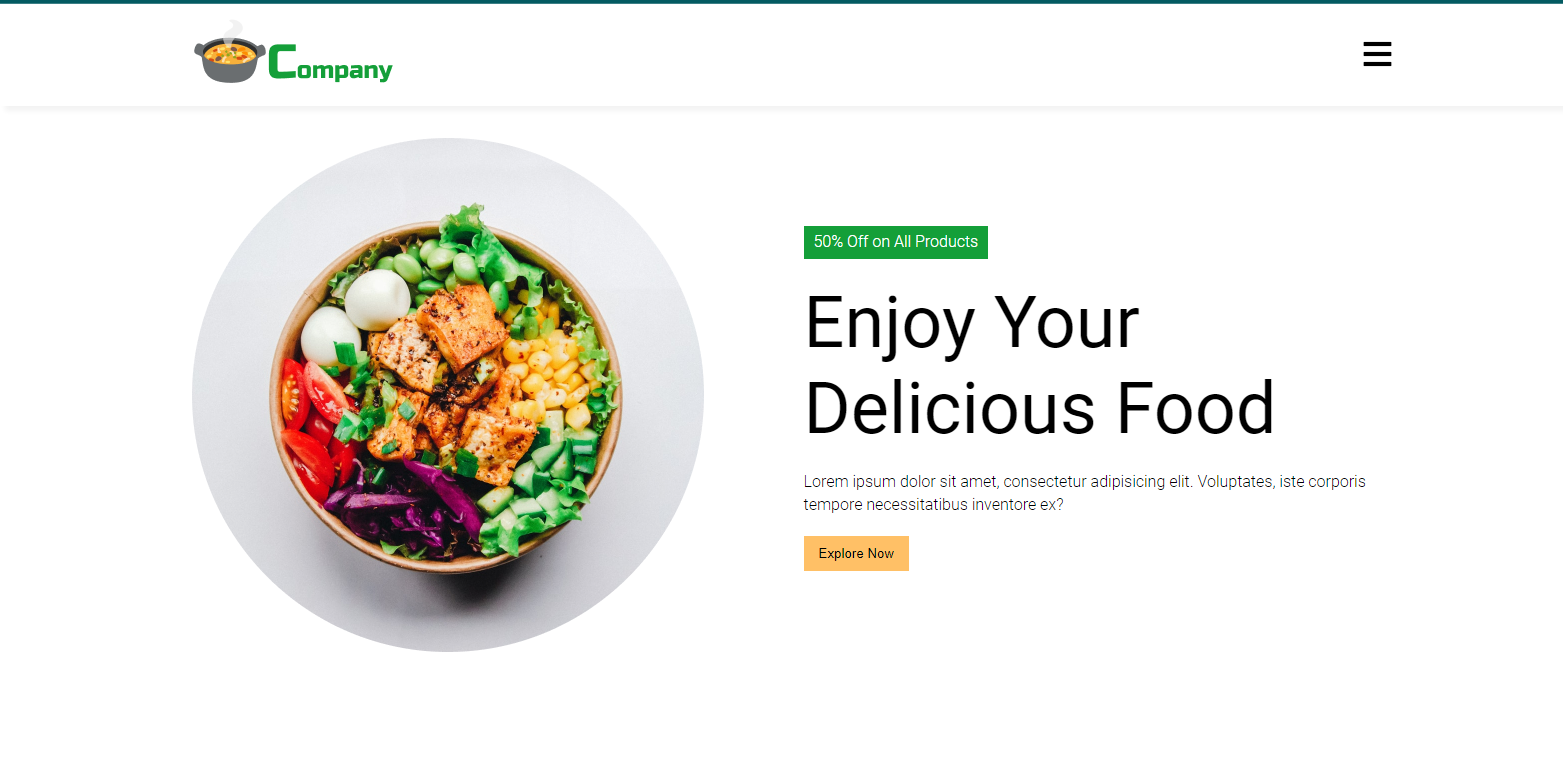 Company
50% Off on All Products
Enjoy Your
Delicious Food
Lorem ipsum dolor sit amet, consectetur adipisicing elit. Voluptates, iste corporis
tempore necessitatibus inventore ex?
Explore Now